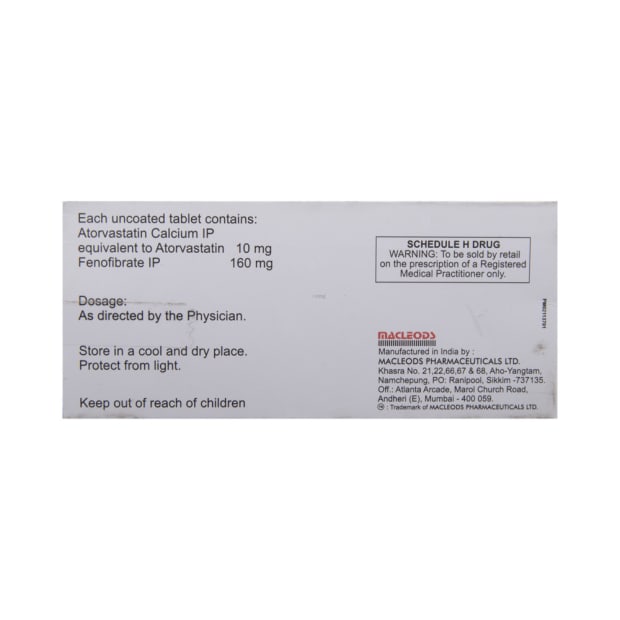 Each uncoated tablet contains:
Atorvastatin Calcium IP
equivalent to Atorvastatin 10 mg
Fenofibrate IP 160 mg
Dosage:
As directed by the Physician.
Store in a cool and dry place.
Protect from light.
Keep out of reach of children
SCHEDULE H DRUG
WARNING: To be sold by retail
on the prescription of a Registered
Medical Practitioner only.
MACLEODS
Manufactured in India by :
MACLEODS PHARMACEUTICALS LTD.
Khasra No. 21,22,66,67 & 68, Aho-Yangtam,
Namchepung, PO: Ranipool, Sikkim -737135.
Off.: Atlanta Arcade, Marol Church Road,
Andheri (E), Mumbai - 400 059.
: Trademark of MACLEODS PHARMACEUTICALS LTD.